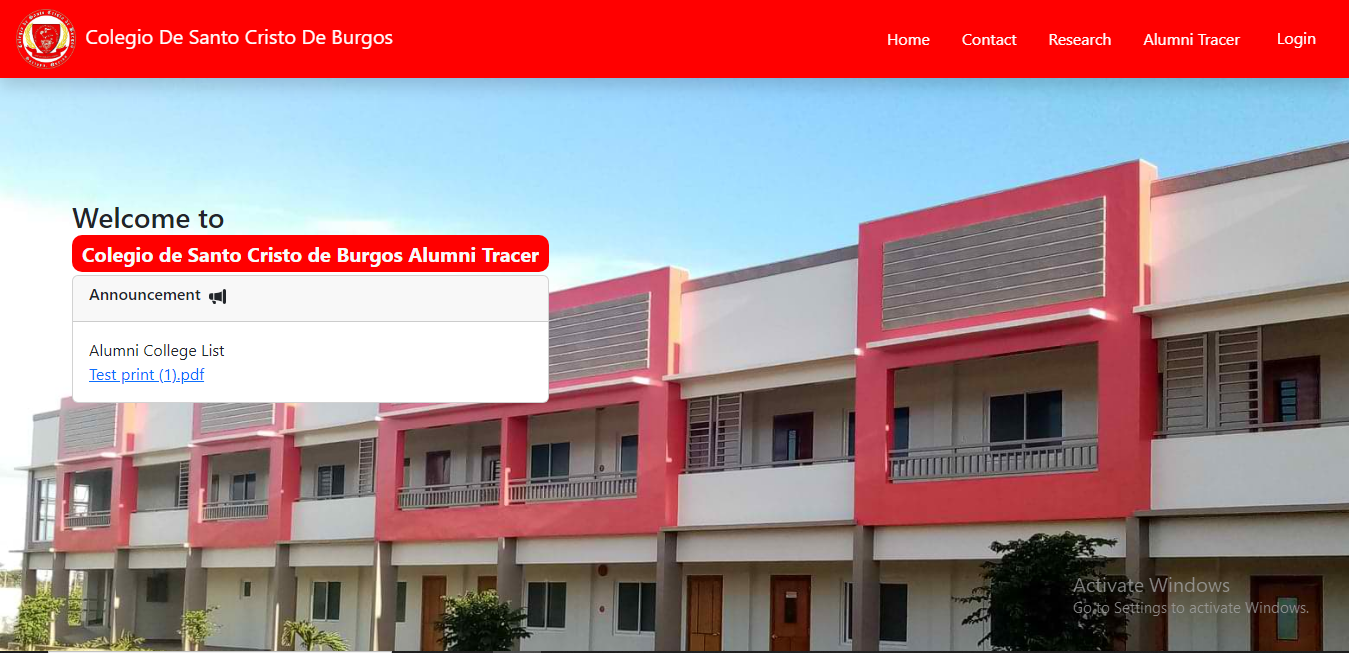 Colegio De Santo Cristo De Burgos
Home Contact Research Alumni Tracer Login
Welcome to
Colegio de Santo Cristo de Burgos Alumni Tracer
Announcement
Alumni College List
Test print (1).pdf
Activate Windows
Go to Settings to activate Windows.